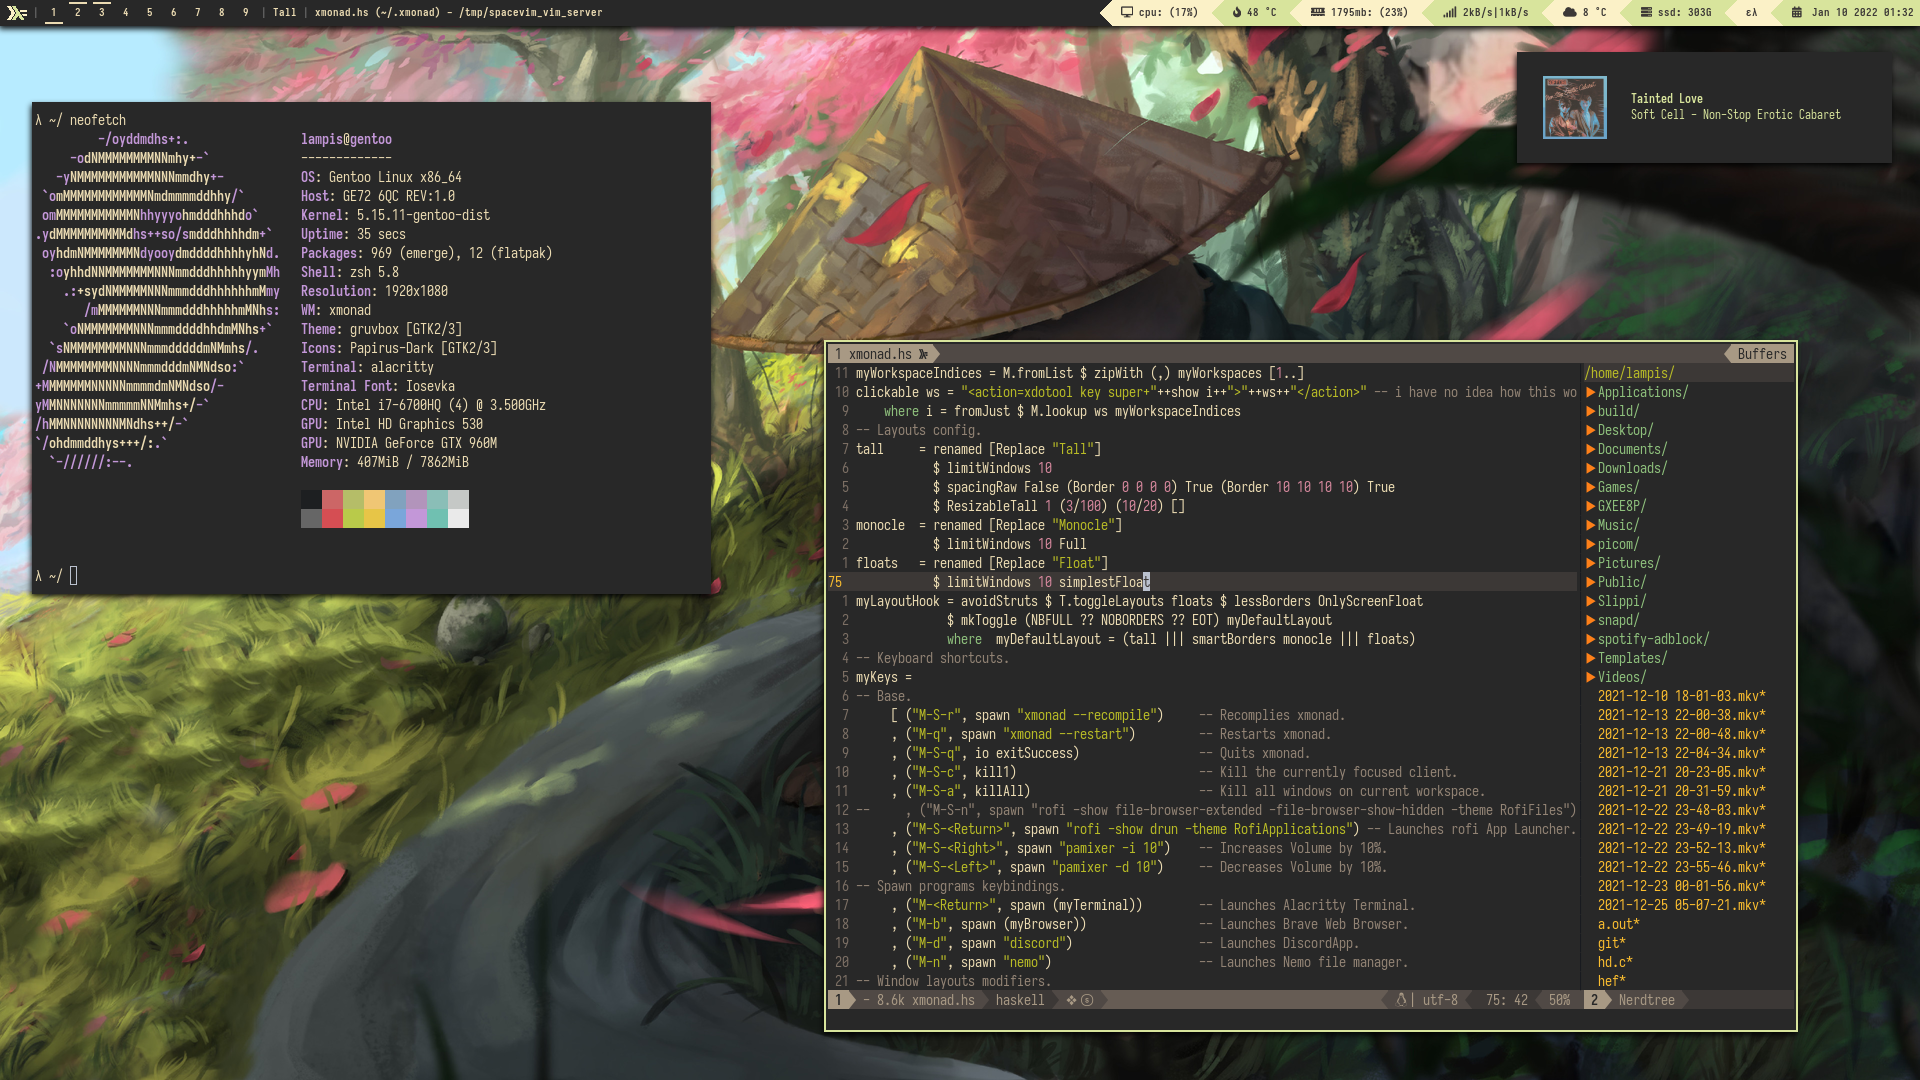 1 2 3 4 5 6 7 8 9 | Tall | xmonad.hs (~/.xmonad) - /tmp/spacevim_vim_server
cpu: (17%) 48 °C 1795mb: (23%) 2kB/s|1kB/s 8 °C ssd: 303G ελ Jan 10 2022 01:32
Tainted Love
Soft Cell - Non-Stop Erotic Cabaret
λ ~/ neofetch
-/oyddmdhs+:.
-odNMMMMMMMMNNmhy+-`
-yNMMMMMMMMMMMNNNmmdhy+-
`omMMMMMMMMMMMMNmdmmmmddhhy/`
omMMMMMMMMMMMNhhyyyohmdddhhhdo`
.ydMMMMMMMMMMdhs++so/smdddhhhhdm+`
oyhdmNMMMMMMMNdyooydmddddhhhhyhNd.
:oyhhdNNMMMMMMMNNNmmdddhhhhhyymMh
.:+sydNMMMMMNNNmmmdddhhhhhhmMmy
/mMMMMMMNNNmmmdddhhhhhmMNhs:
`oNMMMMMMMNNNmmmddddhhdmMNhs+`
`sNMMMMMMMMNNNmmmdddddmNMmhs/.
/NMMMMMMMMNNNNmmmdddmNMNdso:`
+MMMMMMMNNNNNmmmmdmNMNdso/-
yMMNNNNNNNmmmmmNNMmhs+/-`
/hMMNNNNNNNNMNdhs++/-`
`/ohdmmddhys+++/:.`
`-//////:--.
lampis@gentoo
-------------
OS: Gentoo Linux x86_64
Host: GE72 6QC REV:1.0
Kernel: 5.15.11-gentoo-dist
Uptime: 35 secs
Packages: 969 (emerge), 12 (flatpak)
Shell: zsh 5.8
Resolution: 1920x1080
WM: xmonad
Theme: gruvbox [GTK2/3]
Icons: Papirus-Dark [GTK2/3]
Terminal: alacritty
Terminal Font: Iosevka
CPU: Intel i7-6700HQ (4) @ 3.500GHz
GPU: Intel HD Graphics 530
GPU: NVIDIA GeForce GTX 960M
Memory: 407MiB / 7862MiB
λ ~/
1 xmonad.hs
11 myWorkspaceIndices = M.fromList $ zipWith (,) myWorkspaces [1..]
10 clickable ws = "<action=xdotool key super+"++show i++">"++ws++"</action>" -- i have no idea how this wo
9 where i = fromJust $ M.lookup ws myWorkspaceIndices
8 -- Layouts config.
7 tall = renamed [Replace "Tall"]
6 $ limitWindows 10
5 $ spacingRaw False (Border 0 0 0 0) True (Border 10 10 10 10) True
4 $ ResizableTall 1 (3/100) (10/20) []
3 monocle = renamed [Replace "Monocle"]
2 $ limitWindows 10 Full
1 floats = renamed [Replace "Float"]
75 $ limitWindows 10 simplestFloat
1 myLayoutHook = avoidStruts $ T.toggleLayouts floats $ lessBorders OnlyScreenFloat
2 $ mkToggle (NBFULL ?? NOBORDERS ?? EOT) myDefaultLayout
3 where myDefaultLayout = (tall ||| smartBorders monocle ||| floats)
4 -- Keyboard shortcuts.
5 myKeys =
6 -- Base.
7 [ ("M-S-r", spawn "xmonad --recompile") -- Recomplies xmonad.
8 , ("M-q", spawn "xmonad --restart") -- Restarts xmonad.
9 , ("M-S-q", io exitSuccess) -- Quits xmonad.
10 , ("M-S-c", kill1) -- Kill the currently focused client.
11 , ("M-S-a", killAll) -- Kill all windows on current workspace.
12 -- , ("M-S-n", spawn "rofi -show file-browser-extended -file-browser-show-hidden -theme RofiFiles")
13 , ("M-S-<Return>", spawn "rofi -show drun -theme RofiApplications") -- Launches rofi App Launcher.
14 , ("M-S-<Right>", spawn "pamixer -i 10") -- Increases Volume by 10%.
15 , ("M-S-<Left>", spawn "pamixer -d 10") -- Decreases Volume by 10%.
16 -- Spawn programs keybindings.
17 , ("M-<Return>", spawn (myTerminal)) -- Launches Alacritty Terminal.
18 , ("M-b", spawn (myBrowser)) -- Launches Brave Web Browser.
19 , ("M-d", spawn "discord") -- Launches DiscordApp.
20 , ("M-n", spawn "nemo") -- Launches Nemo file manager.
21 -- Window layouts modifiers.
1 - 8.6k xmonad.hs haskell utf-8 75: 42 50%
Buffers
/home/lampis/
Applications/
build/
Desktop/
Documents/
Downloads/
Games/
GXEE8P/
Music/
picom/
Pictures/
Public/
Slippi/
snapd/
spotify-adblock/
Templates/
Videos/
2021-12-10 18-01-03.mkv*
2021-12-13 22-00-38.mkv*
2021-12-13 22-00-48.mkv*
2021-12-13 22-04-34.mkv*
2021-12-21 20-23-05.mkv*
2021-12-21 20-31-59.mkv*
2021-12-22 23-48-03.mkv*
2021-12-22 23-49-19.mkv*
2021-12-22 23-52-13.mkv*
2021-12-22 23-55-46.mkv*
2021-12-23 00-01-56.mkv*
2021-12-25 05-07-21.mkv*
a.out*
git*
hd.c*
hef*
2 Nerdtree